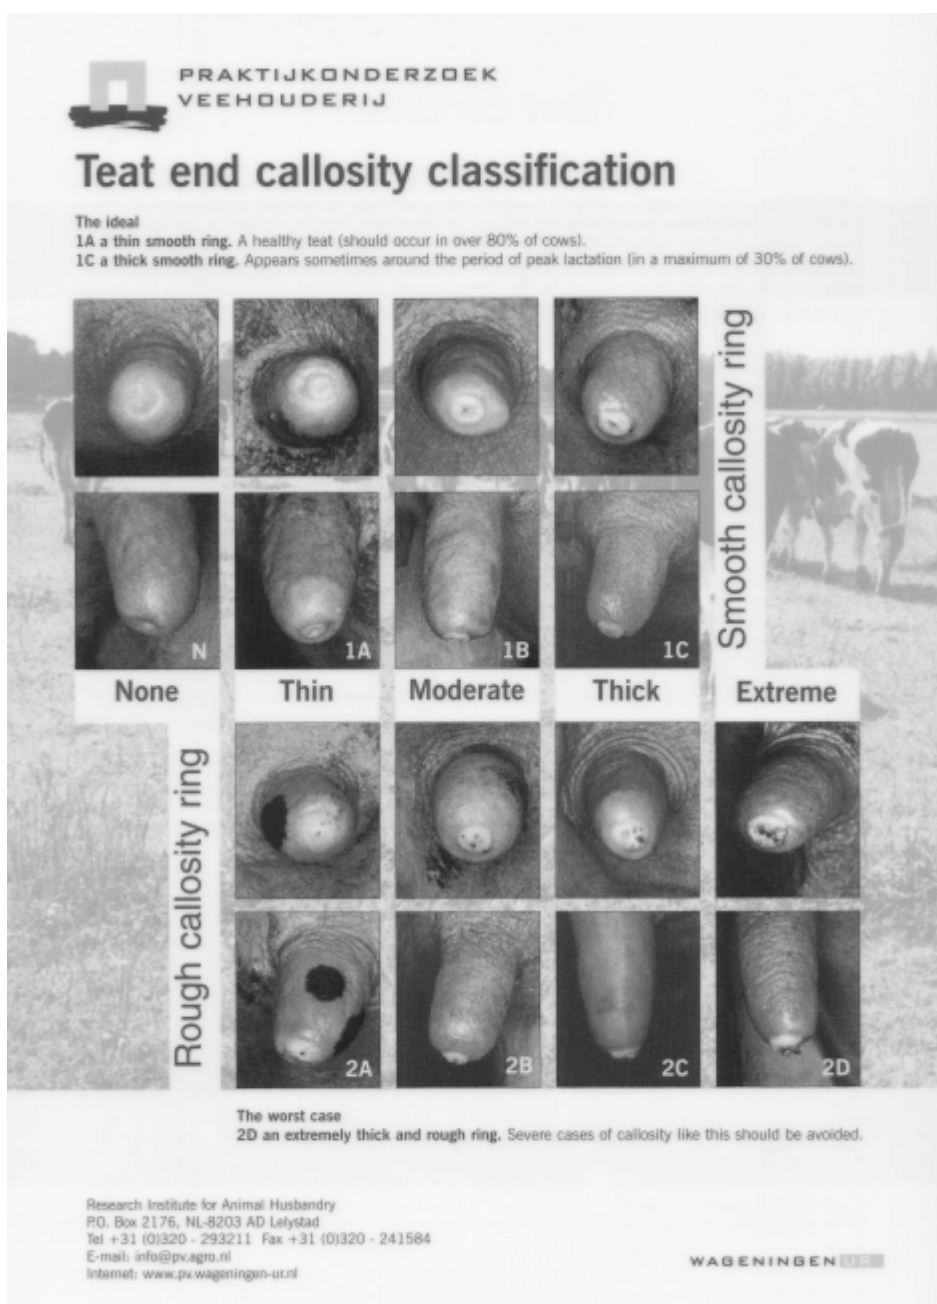 PRAKTIJKONDERZOEK
VEEHOUDERIJ
Teat end callosity classification
The ideal
1A a thin smooth ring. A healthy teat (should occur in over 80% of cows).
1C a thick smooth ring. Appears sometimes around the period of peak lactation (in a maximum of 30% of cows).
Smooth callosity ring
N
1A
1B
1C
None
Thin
Moderate
Thick
Extreme
Rough callosity ring
2A
2B
2C
2D
The worst case
2D an extremely thick and rough ring. Severe cases of callosity like this should be avoided.
Research Institute for Animal Husbandry
P.O. Box 2176, NL-8203 AD Lelystad
Tel +31 (0)320 - 293211 Fax +31 (0)320 - 241584
E-mail: info@pv.agro.nl
Internet: www.pv.wageningen-ur.nl
WAGENINGEN UR